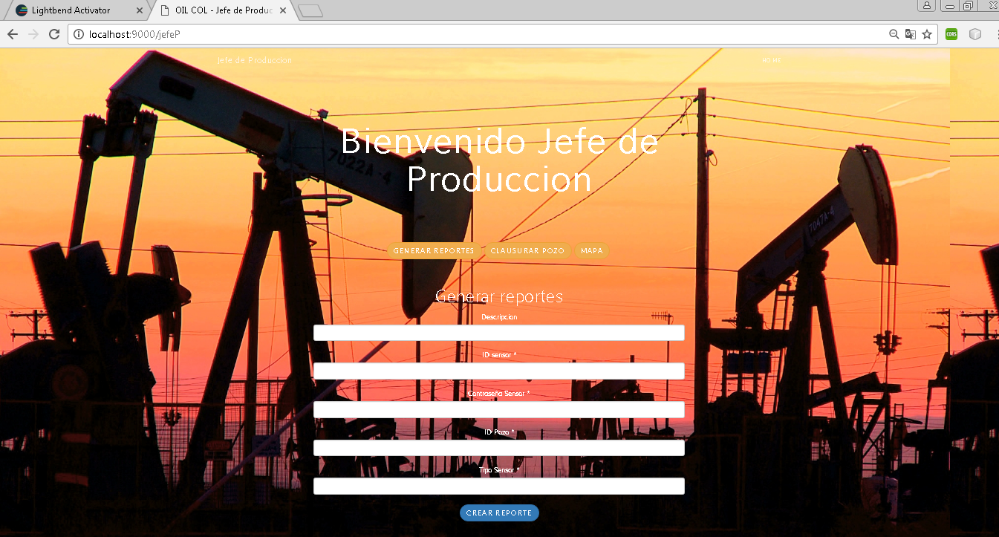 Lightbend Activator
OIL COL - Jefe de Produc
localhost:9000/jefeP
CORS
Jefe de Produccion
HOME
Bienvenido Jefe de
Produccion
7022A -4
7047A-4
GENERAR REPORTES
CLAUSURAR POZO
MAPA
Generar reportes
Descripcion
ID sensor *
Contraseña Sensor *
ID Pozo *
Tipo Sensor *
CREAR REPORTE